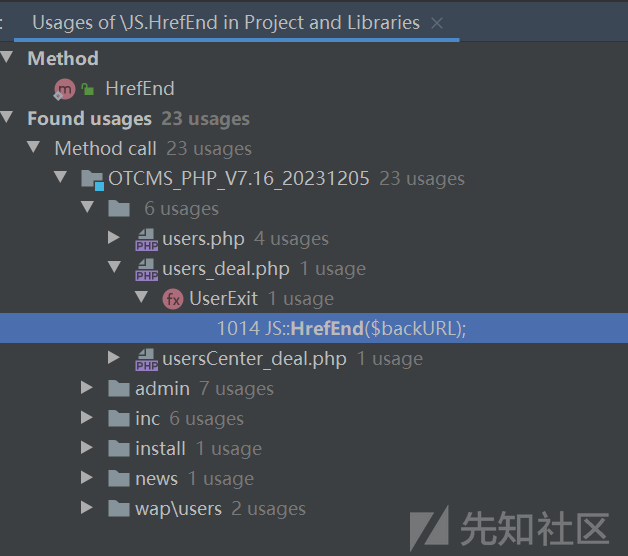 : Usages of \JS.HrefEnd in Project and Libraries ×
Method
m HrefEnd
Found usages 23 usages
Method call 23 usages
OTCMS_PHP_V7.16_20231205 23 usages
6 usages
PHP users.php 4 usages
PHP users_deal.php 1 usage
fx UserExit 1 usage
1014 JS::HrefEnd($backURL);
PHP usersCenter_deal.php 1 usage
admin 7 usages
inc 6 usages
install 1 usage
news 1 usage
wap\users 2 usages
先知社区